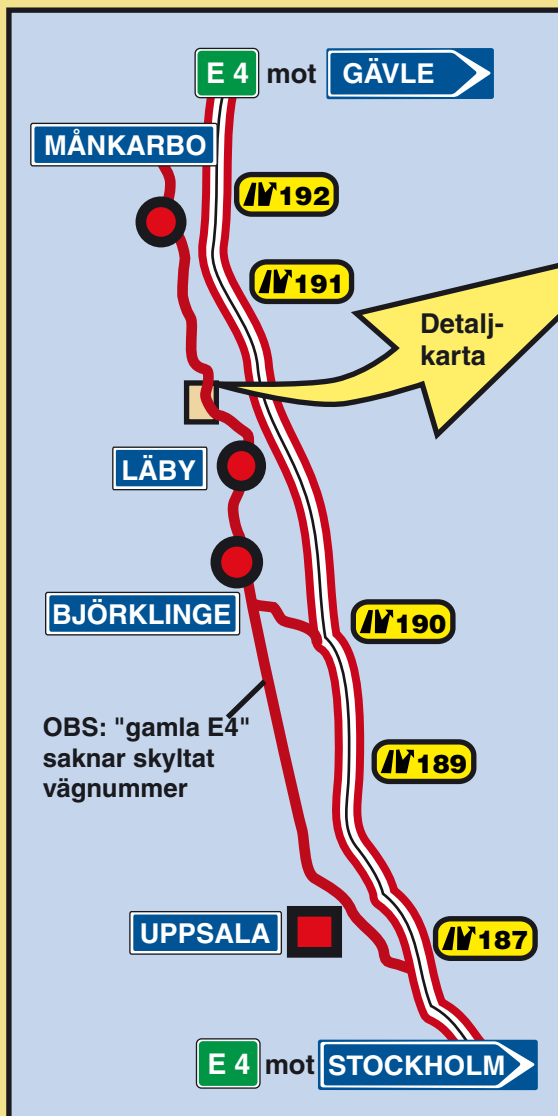 E 4 mot GÄVLE
MÅNKARBO
192
191
Detalj-
karta
LÄBY
BJÖRKLINGE
190
OBS: "gamla E4"
saknar skyltat
vägnummer
189
UPPSALA
187
E 4 mot STOCKHOLM